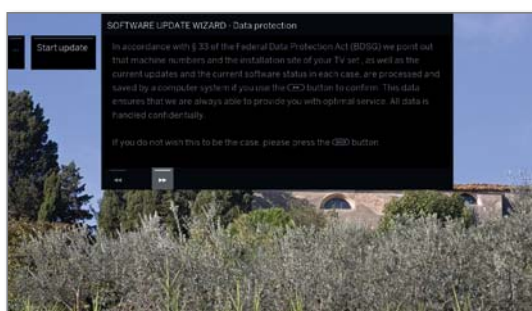 SOFTWARE UPDATE WIZARD - Data protection
Start update
In accordance with § 33 of the Federal Data Protection Act (BDSG) we point out
that machine numbers and the installation site of your TV set , as well as the
current updates and the current software status in each case, are processed and
saved by a computer system if you use the button to confirm. This data
ensures that we are always able to provide you with optimal service. All data is
handled confidentially.
If you do not wish this to be the case, please press the button.